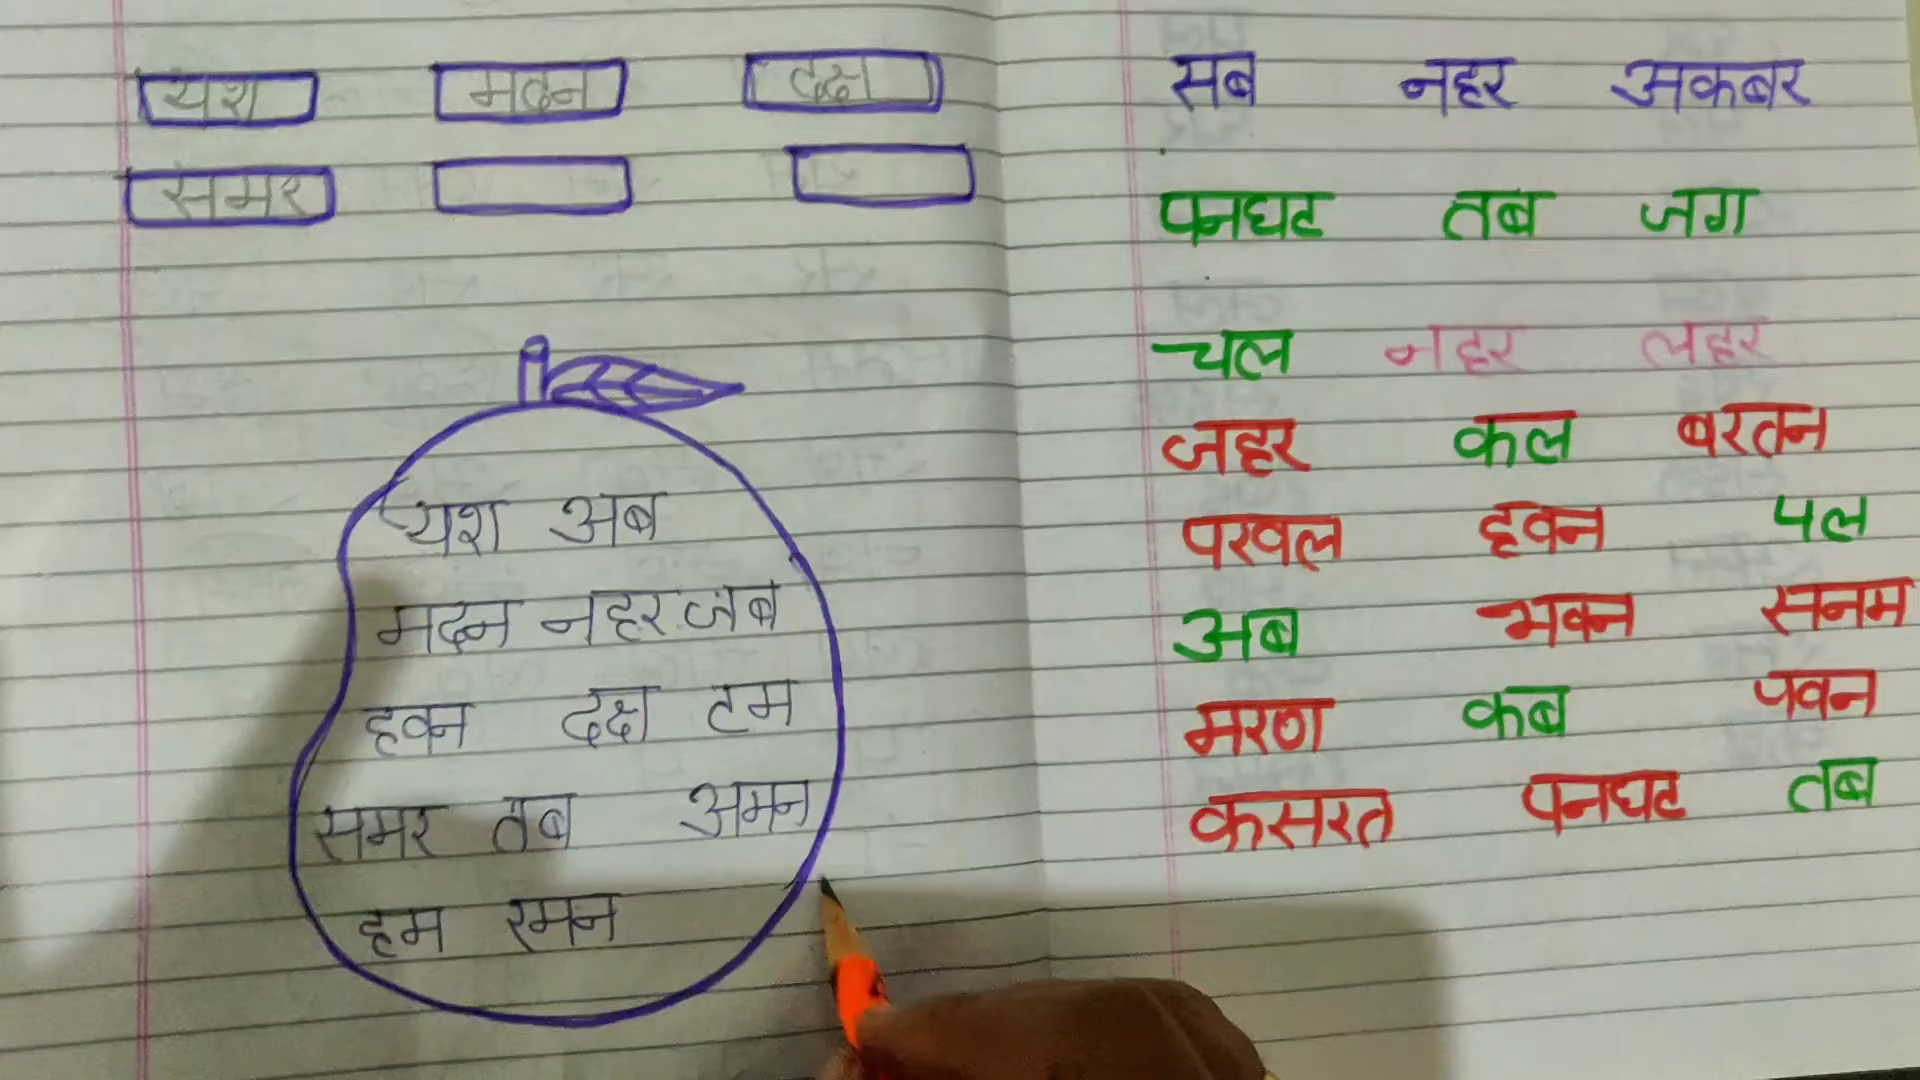 यश मदन दक्ष
समर
यश अब
मदन नहर जब
हवन दक्ष टम
समर तब अमन
हम रमन
सब नहर अकबर
पनघट तब जग
चल नहर लहर
जहर कल बरतन
परवल हवन पल
अब भवन सनम
मरण कब पवन
कसरत पनघट तब